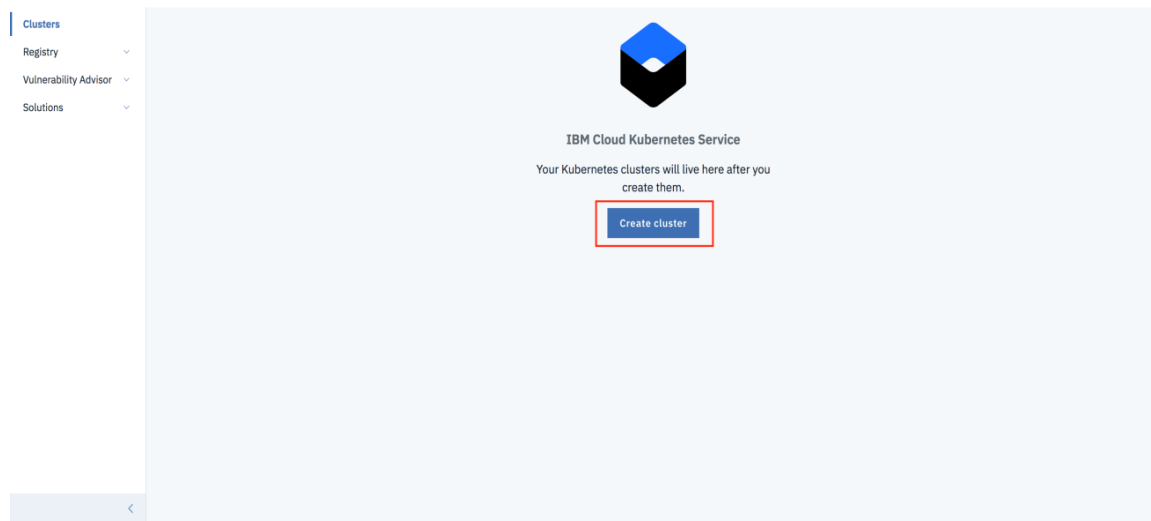 Clusters
Registry
Vulnerability Advisor
Solutions
IBM Cloud Kubernetes Service
Your Kubernetes clusters will live here after you
create them.
Create cluster